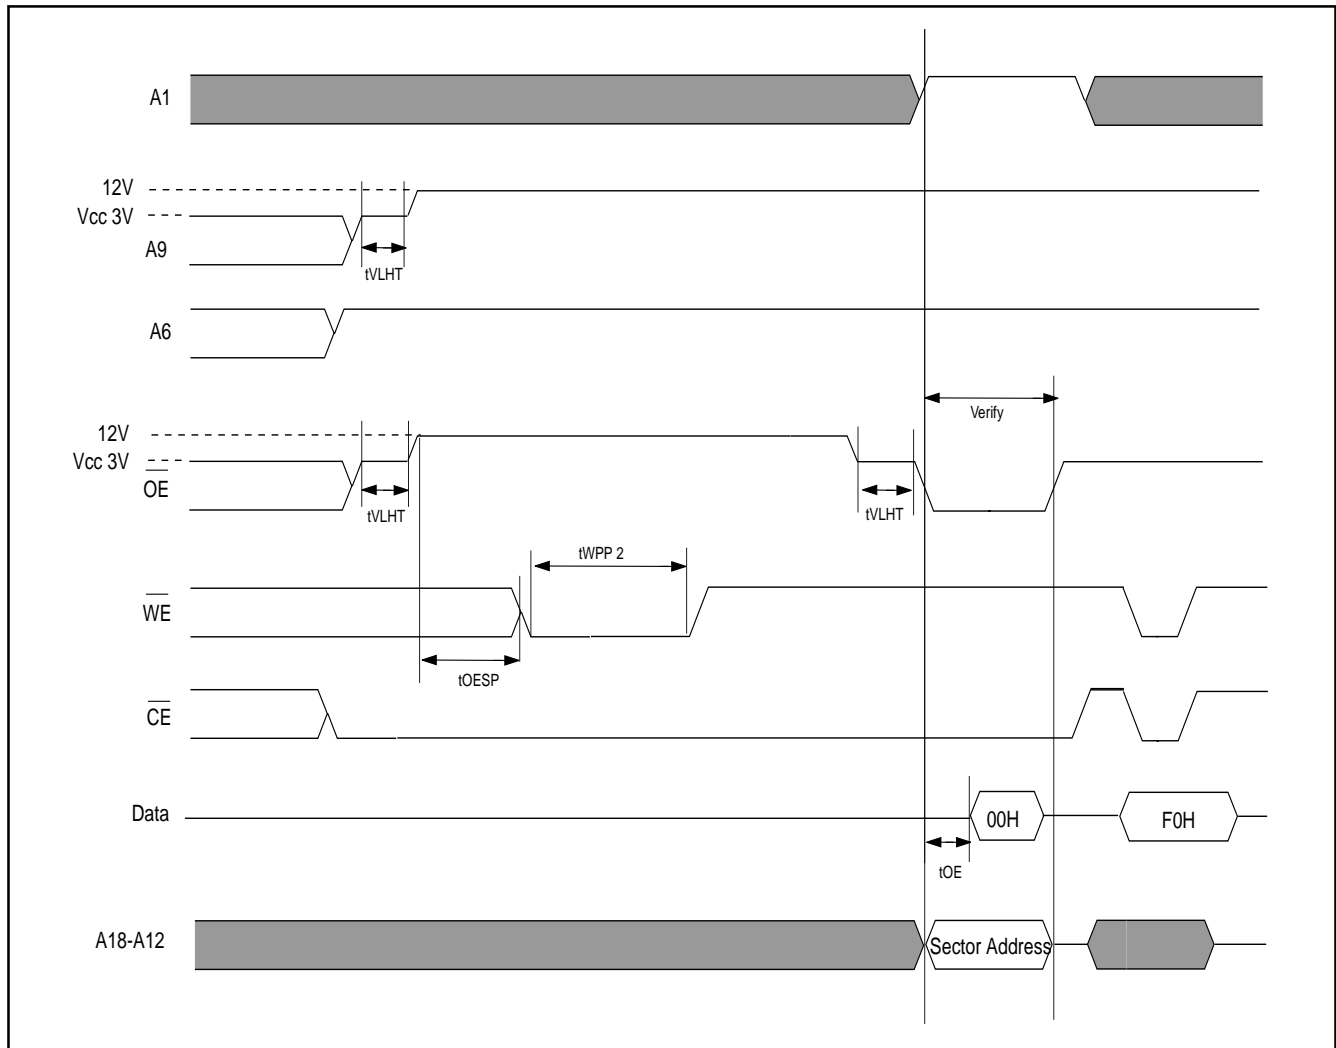 A1
12V
Vcc 3V
A9
tVLHT
A6
Verify
12V
Vcc 3V
OE
tVLHT
tVLHT
tWPP 2
WE
tOESP
CE
Data
00H
F0H
tOE
A18-A12
Sector Address